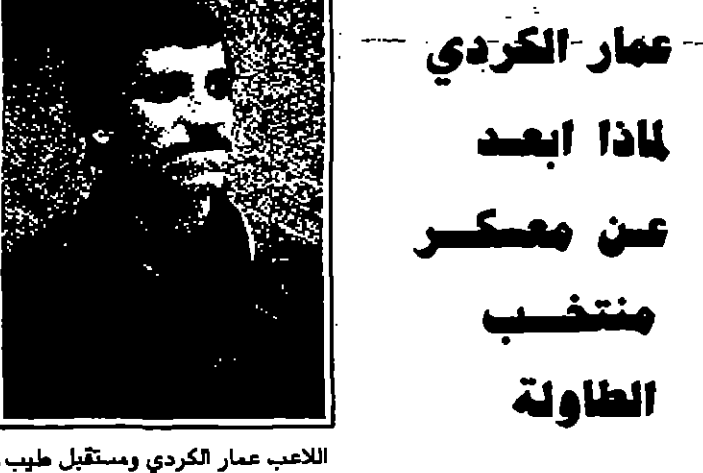 عمار الكردي
لماذا ابعد
عن معسكر
منتخب
الطاولة
اللاعب عمار الكردي ومستقبل طيب.